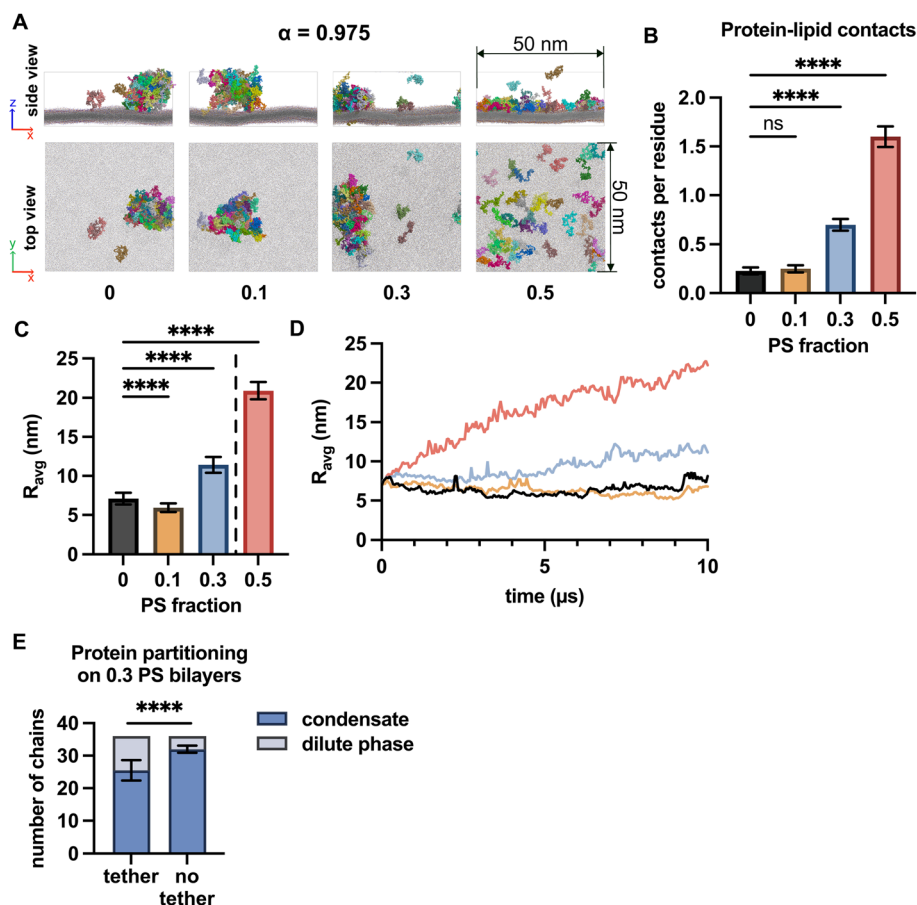 A
α = 0.975
side view
z
x
50 nm
top view
y
x
50 nm
0
0.1
0.3
0.5
B
Protein-lipid contacts
contacts per residue
2.0
1.5
1.0
0.5
0.0
ns
****
****
0 0.1 0.3 0.5
PS fraction
C
Ravg (nm)
25
20
15
10
5
0
****
****
****
0 0.1 0.3 0.5
PS fraction
D
Ravg (nm)
25
20
15
10
5
0
0 5 10
time (μs)
E
Protein partitioning
on 0.3 PS bilayers
number of chains
40
30
20
10
0
****
tether
no
tether
condensate
dilute phase